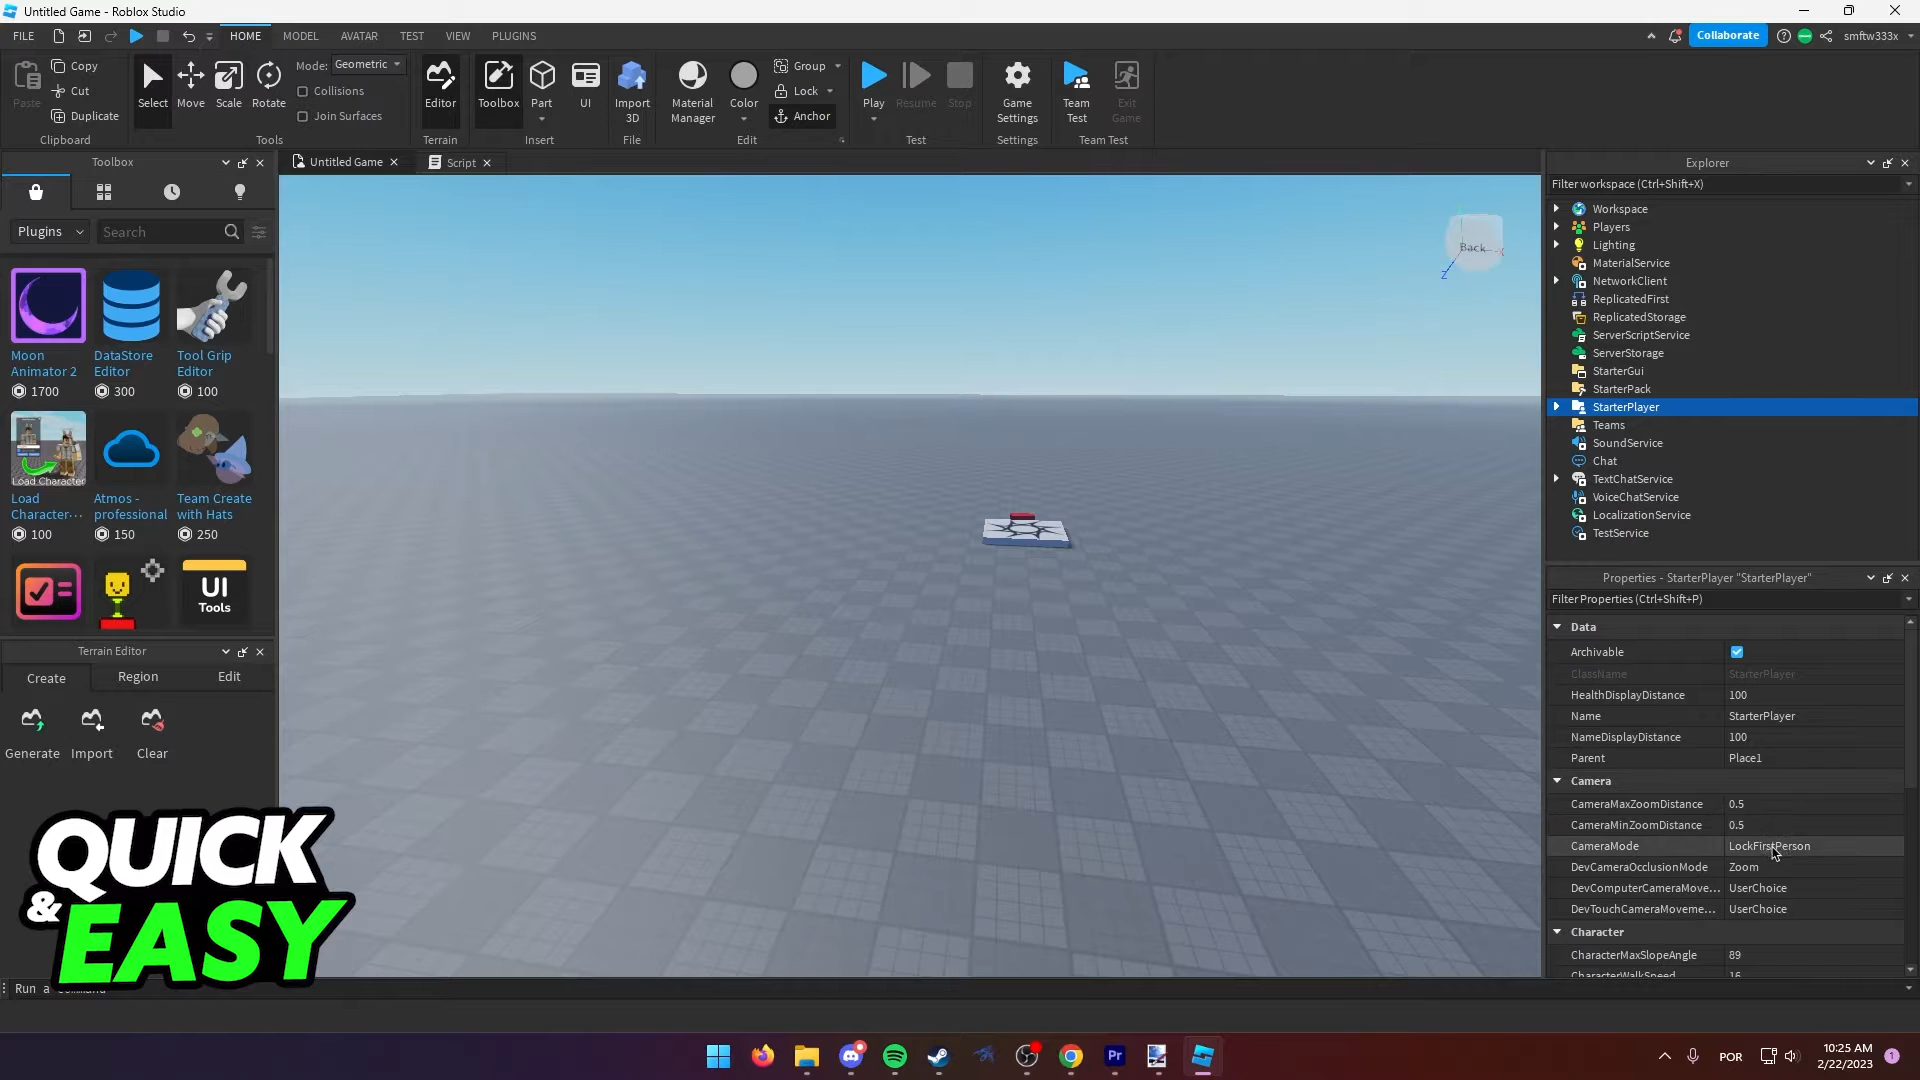 Untitled Game - Roblox Studio
FILE
HOME
MODEL
AVATAR
TEST
VIEW
PLUGINS
Collaborate
smftw333x
Paste
Copy
Cut
Duplicate
Clipboard
Select
Move
Scale
Rotate
Mode: Geometric
Collisions
Join Surfaces
Tools
Editor
Terrain
Toolbox
Part
UI
Insert
Import
3D
File
Material
Manager
Color
Group
Lock
Anchor
Edit
Play
Resume
Stop
Test
Game
Settings
Settings
Team
Test
Exit
Game
Team Test
Toolbox
Plugins
Search
Moon
Animator 2
1700
DataStore
Editor
300
Tool Grip
Editor
100
Load Character
Load
Character...
100
Atmos -
professional
150
Team Create
with Hats
250
UI
Tools
Terrain Editor
Create
Region
Edit
Generate
Import
Clear
QUICK
& EASY
Untitled Game
Script
Back
X
Z
Explorer
Filter workspace (Ctrl+Shift+X)
Workspace
Players
Lighting
MaterialService
NetworkClient
ReplicatedFirst
ReplicatedStorage
ServerScriptService
ServerStorage
StarterGui
StarterPack
StarterPlayer
Teams
SoundService
Chat
TextChatService
VoiceChatService
LocalizationService
TestService
Properties - StarterPlayer "StarterPlayer"
Filter Properties (Ctrl+Shift+P)
Data
Archivable
ClassName StarterPlayer
HealthDisplayDistance 100
Name StarterPlayer
NameDisplayDistance 100
Parent Place1
Camera
CameraMaxZoomDistance 0.5
CameraMinZoomDistance 0.5
CameraMode LockFirstPerson
DevCameraOcclusionMode Zoom
DevComputerCameraMove... UserChoice
DevTouchCameraMoveme... UserChoice
Character
CharacterMaxSlopeAngle 89
CharacterWalkSpeed 16
Run a command
Pr
POR
10:25 AM
2/22/2023
1